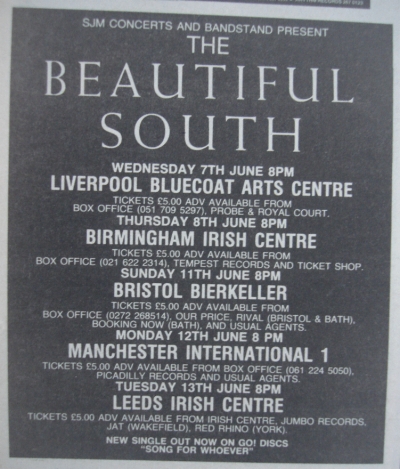 SJM CONCERTS AND BANDSTAND PRESENT
THE
BEAUTIFUL
SOUTH
WEDNESDAY 7TH JUNE 8PM
LIVERPOOL BLUECOAT ARTS CENTRE
TICKETS £5.00 ADV AVAILABLE FROM
BOX OFFICE (051 709 5297), PROBE & ROYAL COURT.
THURSDAY 8TH JUNE 8PM
BIRMINGHAM IRISH CENTRE
TICKETS £5.00 ADV AVAILABLE FROM
BOX OFFICE (021 622 2314), TEMPEST RECORDS AND TICKET SHOP.
SUNDAY 11TH JUNE 8PM
BRISTOL BIERKELLER
TICKETS £5.00 ADV AVAILABLE FROM
BOX OFFICE (0272 268514), OUR PRICE, RIVAL (BRISTOL & BATH),
BOOKING NOW (BATH), AND USUAL AGENTS.
MONDAY 12TH JUNE 8 PM
MANCHESTER INTERNATIONAL 1
TICKETS £5.00 ADV AVAILABLE FROM BOX OFFICE (061 224 5050),
PICADILLY RECORDS AND USUAL AGENTS.
TUESDAY 13TH JUNE 8PM
LEEDS IRISH CENTRE
TICKETS £5.00 ADV AVAILABLE FROM IRISH CENTRE, JUMBO RECORDS.
JAT (WAKEFIELD), RED RHINO (YORK).
NEW SINGLE OUT NOW ON GO! DISCS
"SONG FOR WHOEVER"